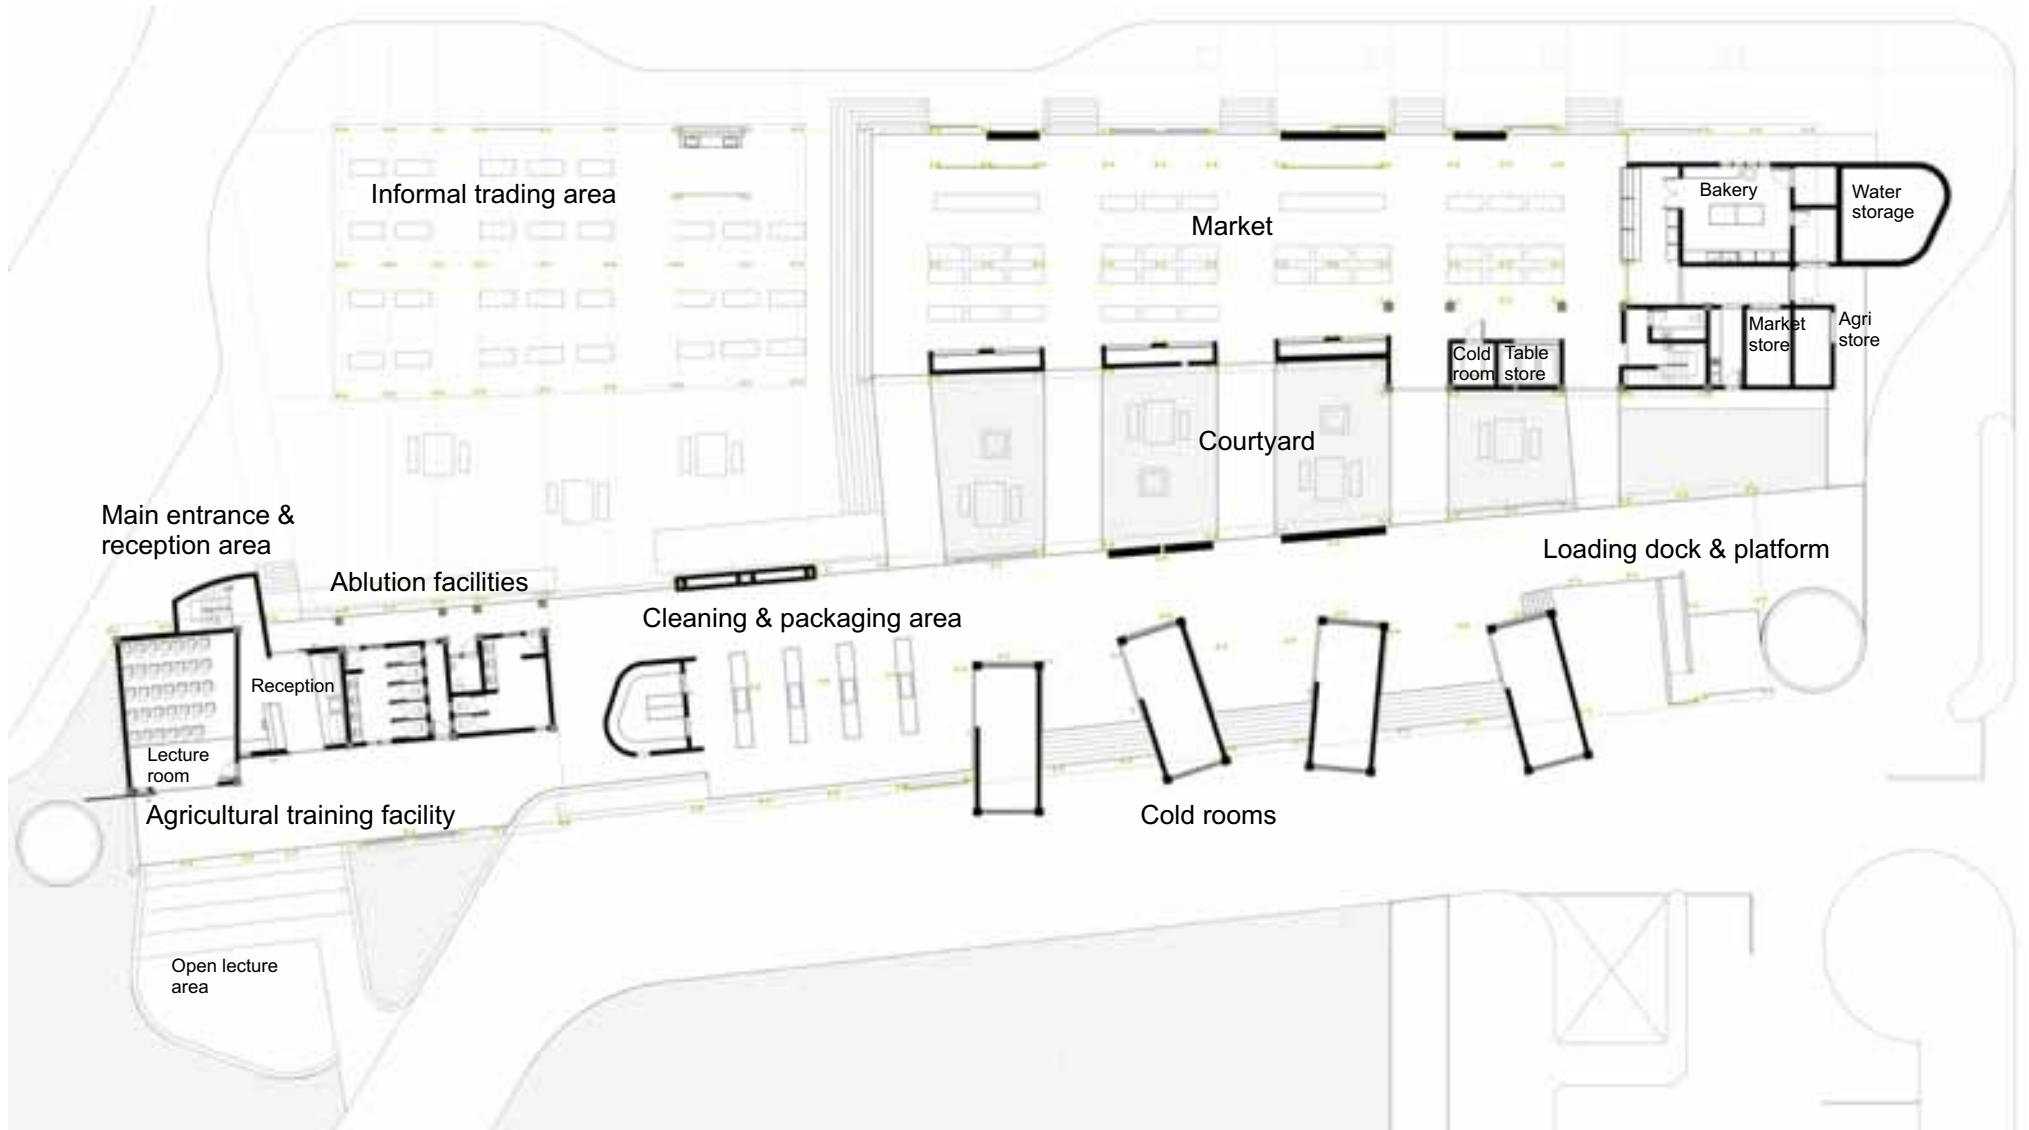 Informal trading area
Market
Bakery
Water
storage
Market
store
Agri
store
Cold
room
Table
store
Courtyard
Main entrance &
reception area
Ablution facilities
Loading dock & platform
Cleaning & packaging area
Reception
Lecture
room
Agricultural training facility
Cold rooms
Open lecture
area